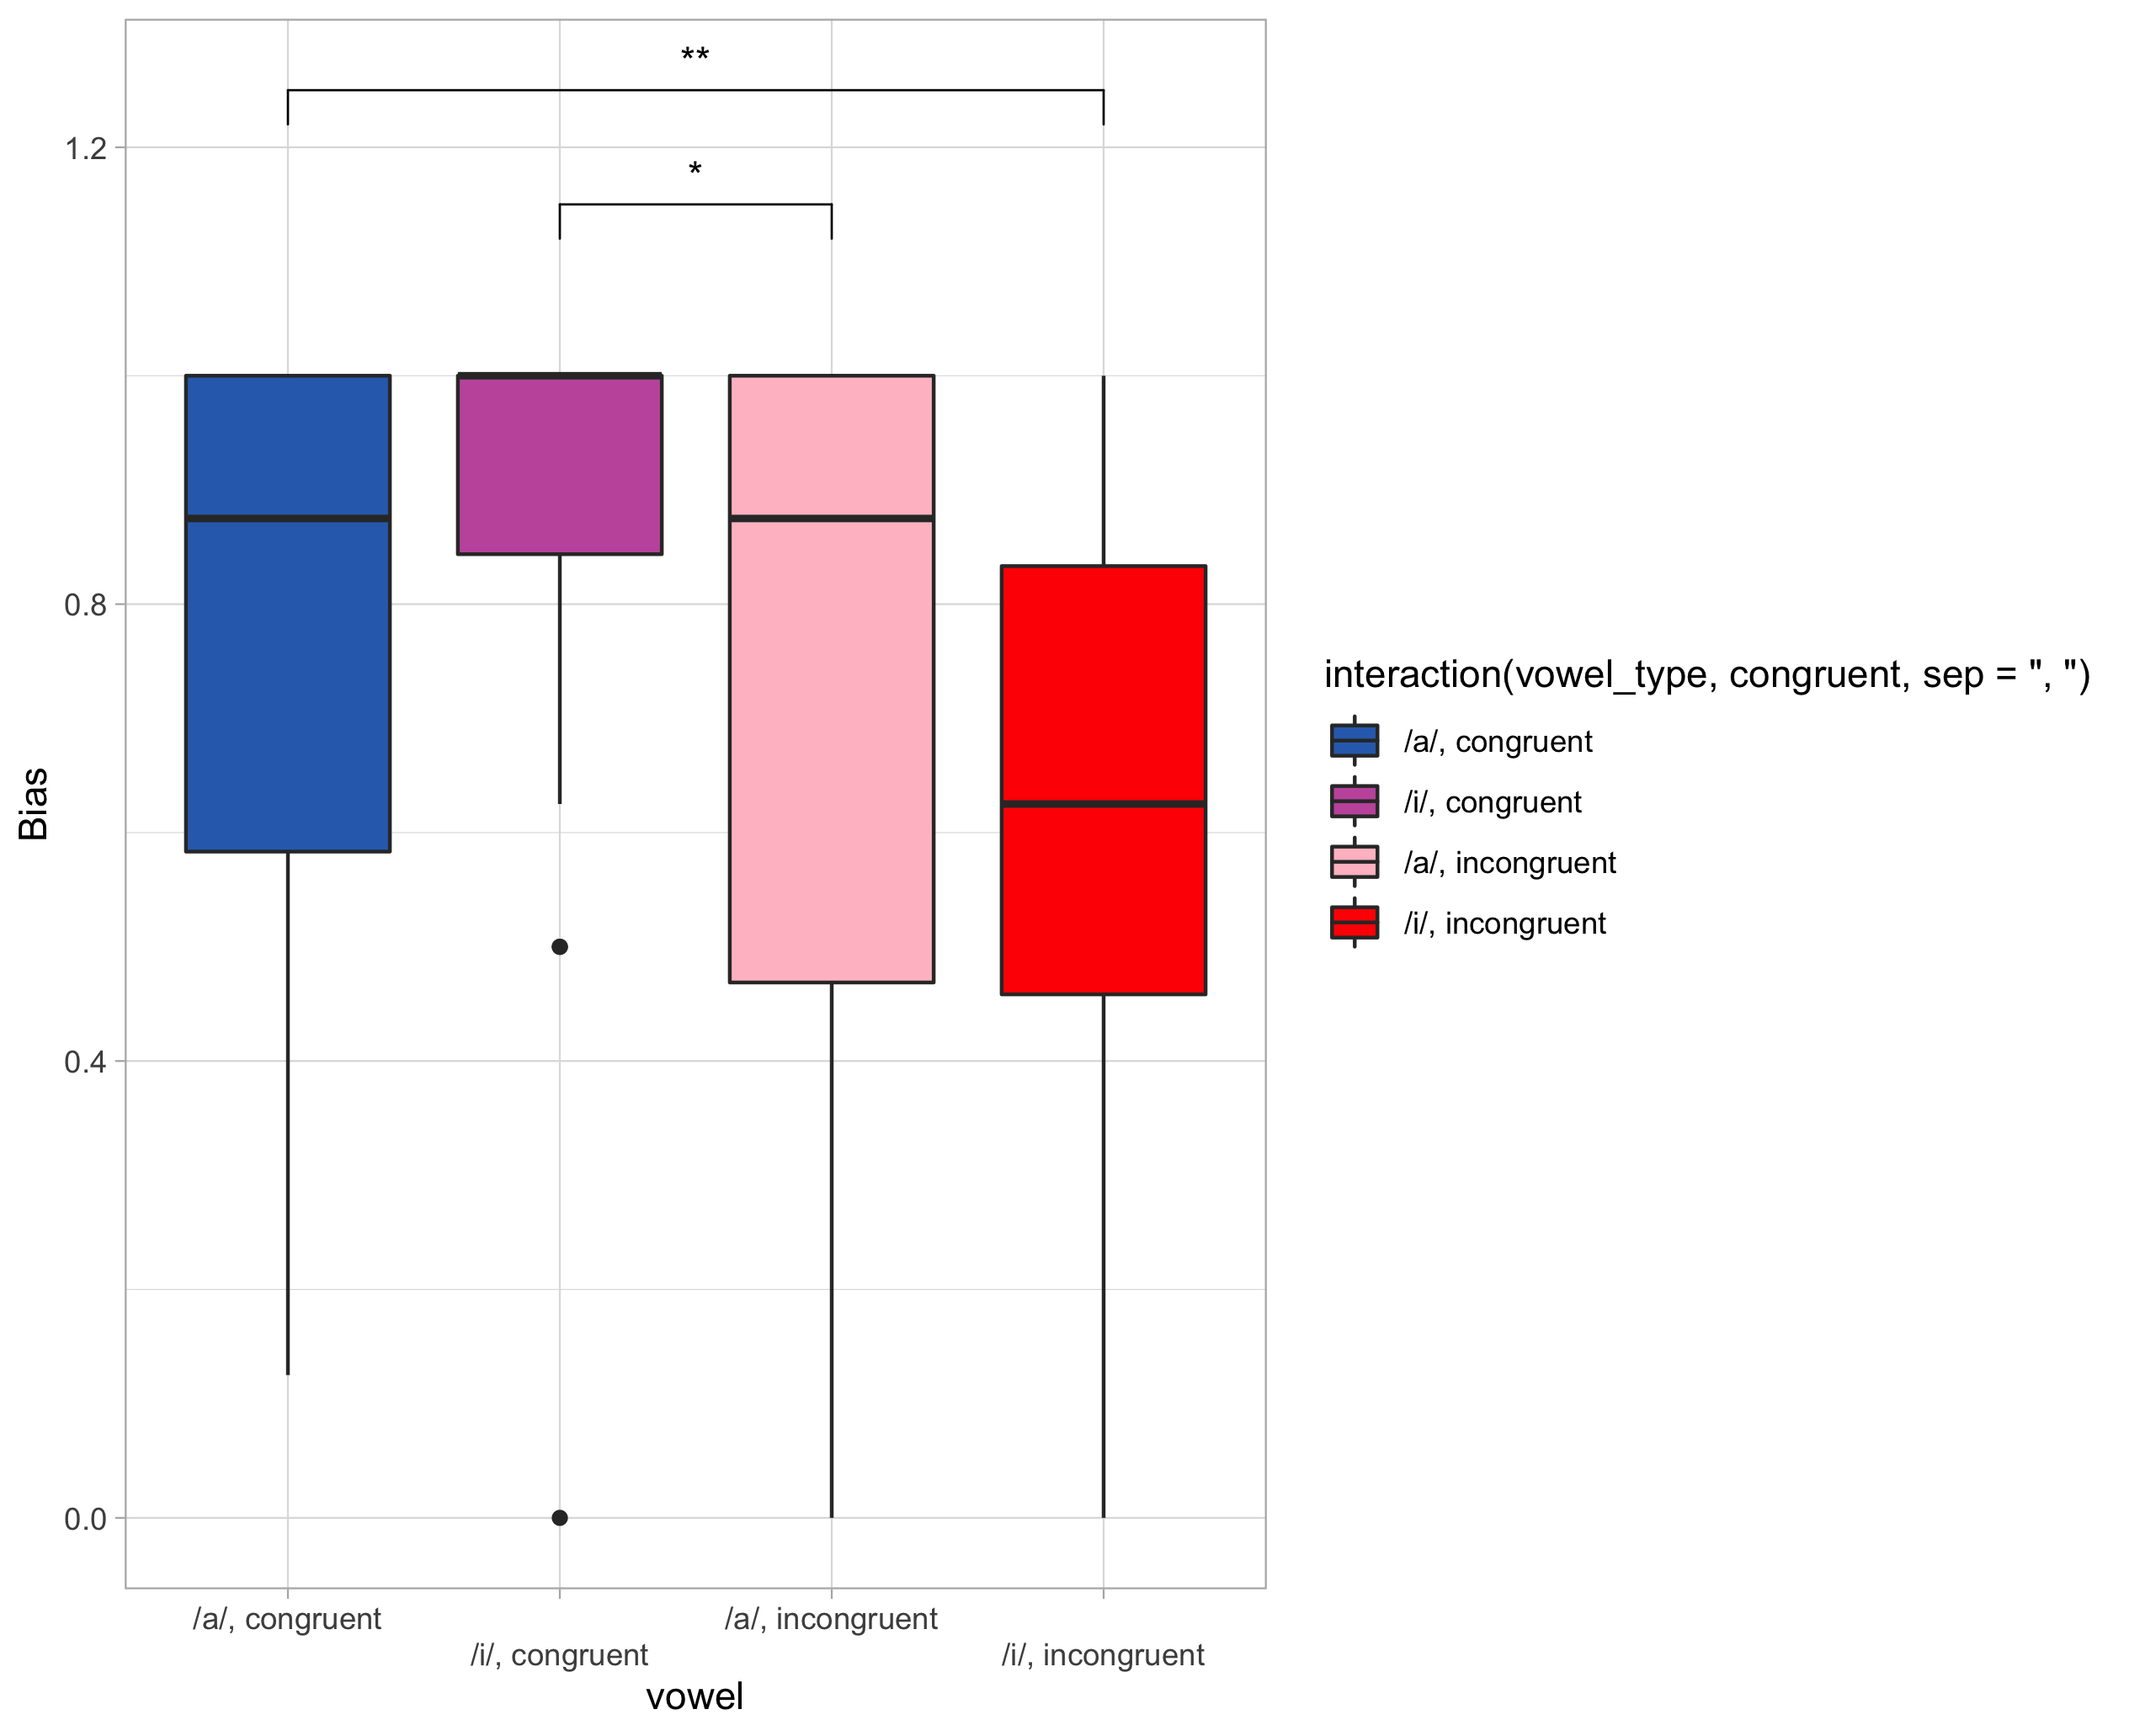 **
1.2
*
0.8
0.4
0.0
Bias
/a/, congruent
/i/, congruent
/a/, incongruent
/i/, incongruent
vowel
interaction(vowel_type, congruent, sep = ", ")
/a/, congruent
/i/, congruent
/a/, incongruent
/i/, incongruent